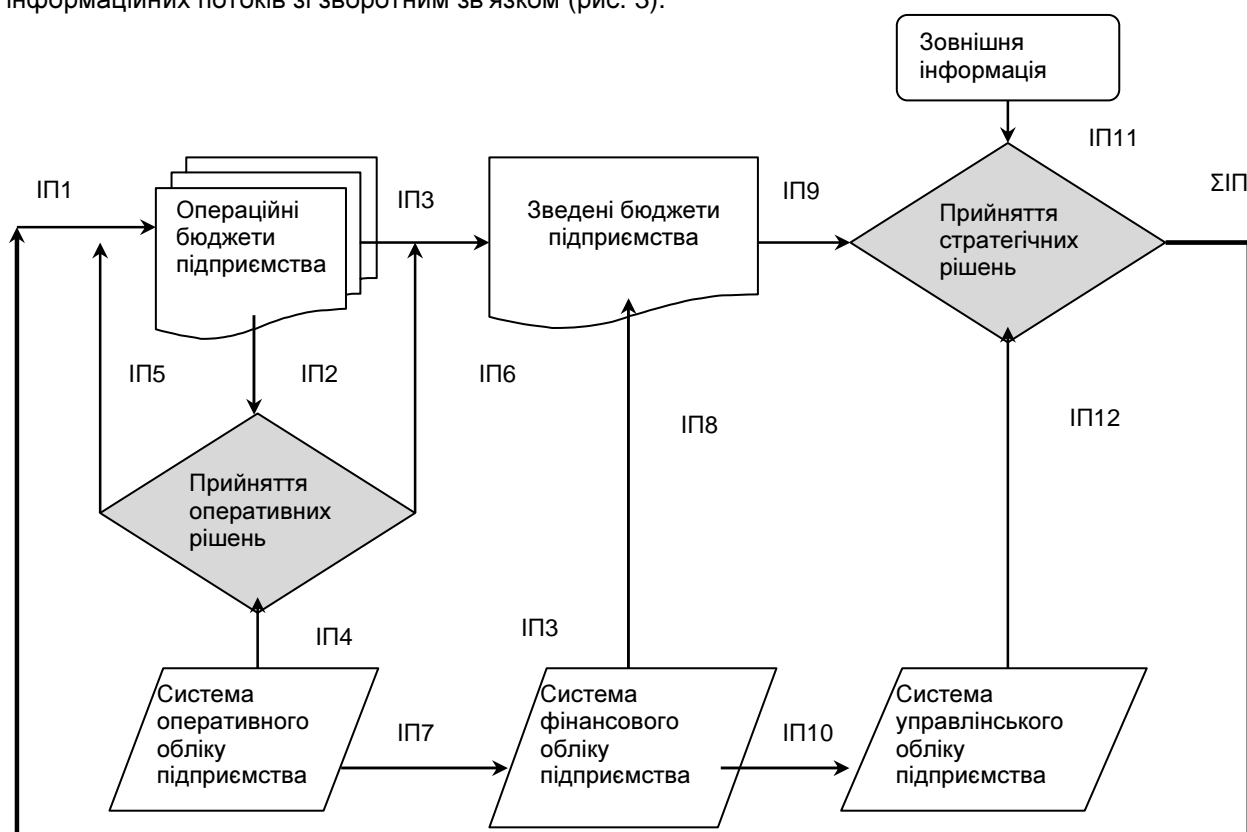 інформаційних потоків зі зворотним зв'язком (рис. 3).
Зовнішня
інформація
ІП11
ІП1
ІП3
ІП9
ΣІП
Операційні
бюджети
підприємства
Зведені бюджети
підприємства
Прийняття
стратегічних
рішень
ІП5
ІП2
ІП6
ІП8
ІП12
Прийняття
оперативних
рішень
ІП4
ІП3
Система
оперативного
обліку
підприємства
ІП7
Система
фінансового
обліку
підприємства
ІП10
Система
управлінського
обліку
підприємства